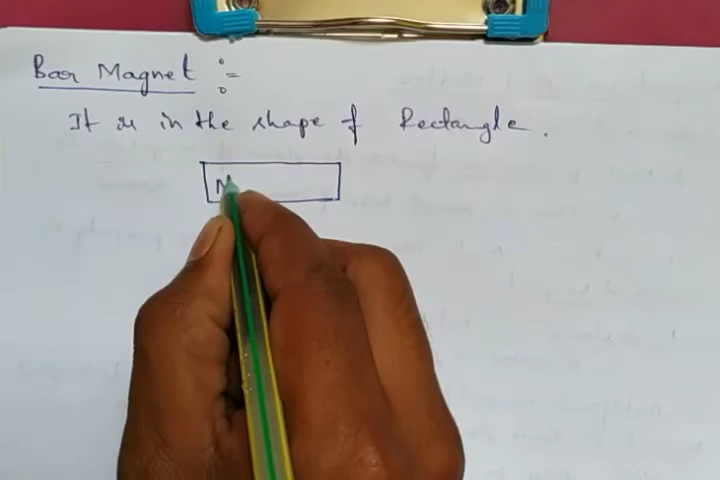 Bar Magnet :=
It is in the shape of Rectangle.
N